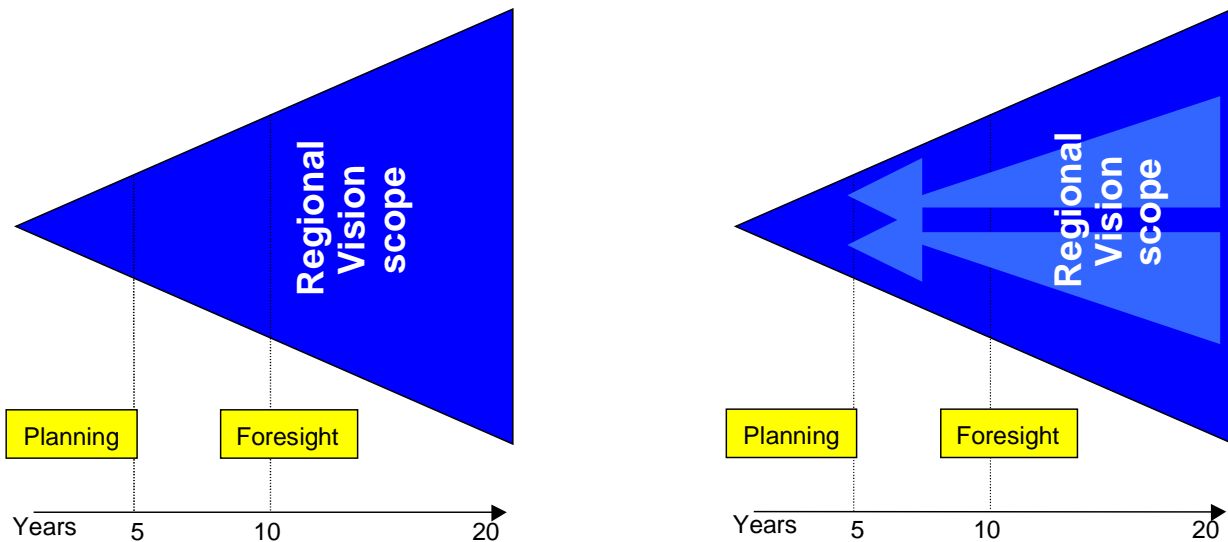 Regional
Vision
scope
Planning
Foresight
Years
5
10
20
Regional
Vision
scope
Planning
Foresight
Years
5
10
20